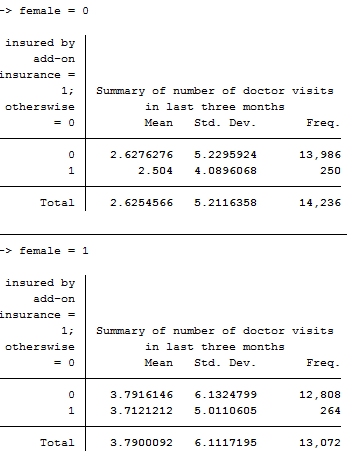 -> female = 0
insured by
add-on
insurance =
1; Summary of number of doctor visits
otherwise in last three months
= 0 Mean Std. Dev. Freq.
0 2.6276276 5.2295924 13,986
1 2.504 4.0896068 250
Total 2.6254566 5.2116358 14,236
-> female = 1
insured by
add-on
insurance =
1; Summary of number of doctor visits
otherwise in last three months
= 0 Mean Std. Dev. Freq.
0 3.7916146 6.1324799 12,808
1 3.7121212 5.0110605 264
Total 3.7900092 6.1117195 13,072